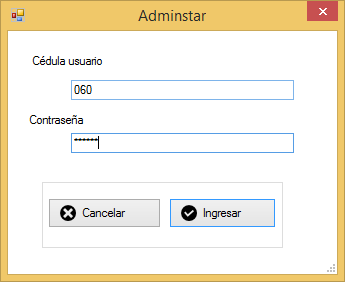 Adminstar
Cédula usuario
060
Contraseña
******
Cancelar
Ingresar